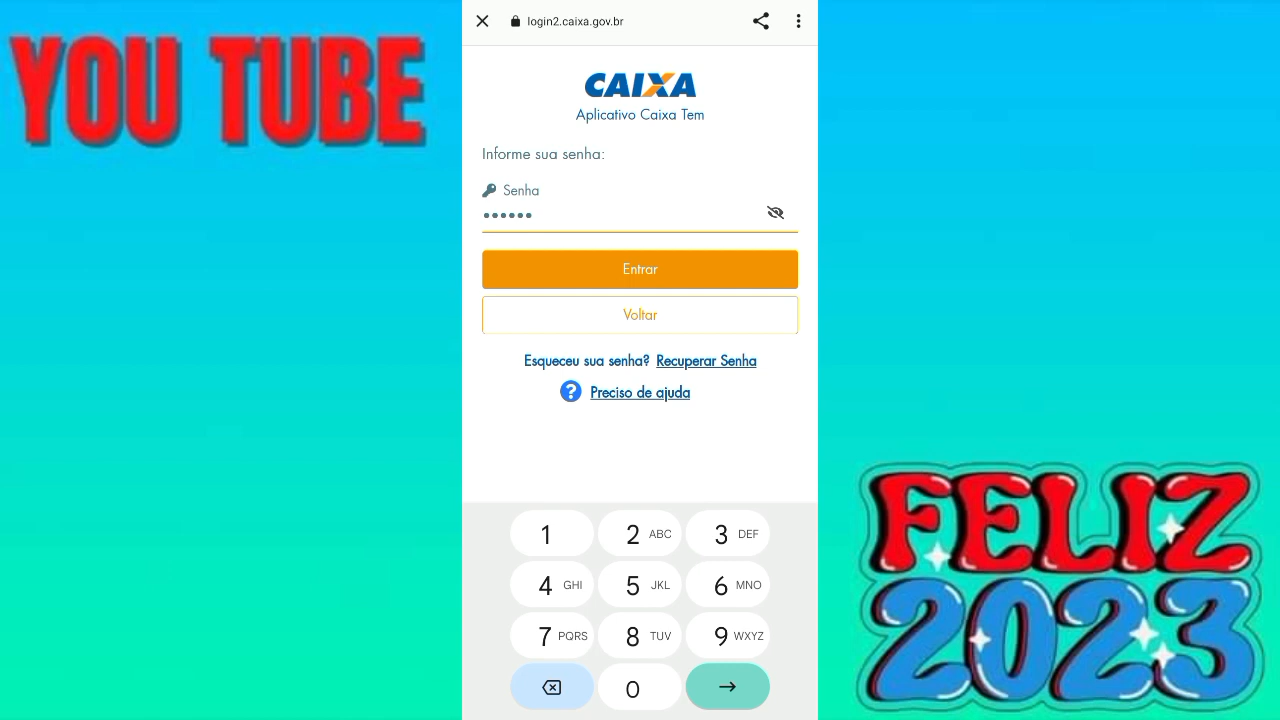 YOU TUBE
login2.caixa.gov.br
CAIXA
Aplicativo Caixa Tem
Informe sua senha:
Senha
••••••
Entrar
Voltar
Esqueceu sua senha? Recuperar Senha
? Preciso de ajuda
1 2 ABC 3 DEF
4 GHI 5 JKL 6 MNO
7 PQRS 8 TUV 9 WXYZ
0
FELIZ
2023